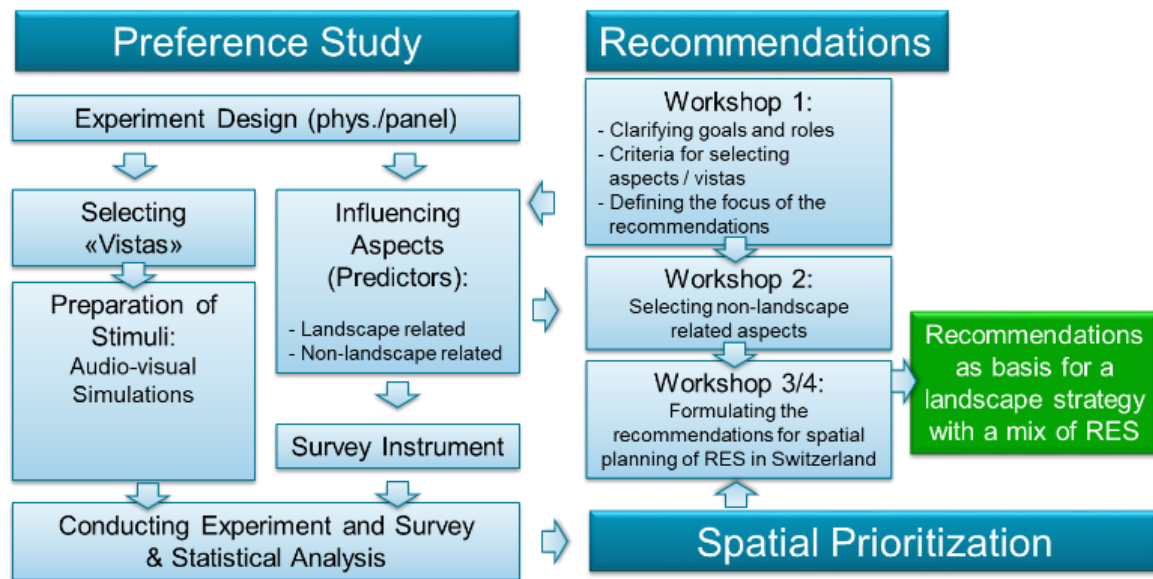 Preference Study
Experiment Design (phys./panel)
Selecting
«Vistas»
Preparation of
Stimuli:
Audio-visual
Simulations
Influencing
Aspects
(Predictors):
- Landscape related
- Non-landscape related
Survey Instrument
Conducting Experiment and Survey
& Statistical Analysis
Recommendations
Workshop 1:
- Clarifying goals and roles
- Criteria for selecting
aspects / vistas
- Defining the focus of the
recommendations
Workshop 2:
Selecting non-landscape
related aspects
Workshop 3/4:
Formulating the
recommendations for spatial
planning of RES in Switzerland
Spatial Prioritization
Recommendations
as basis for a
landscape strategy
with a mix of RES